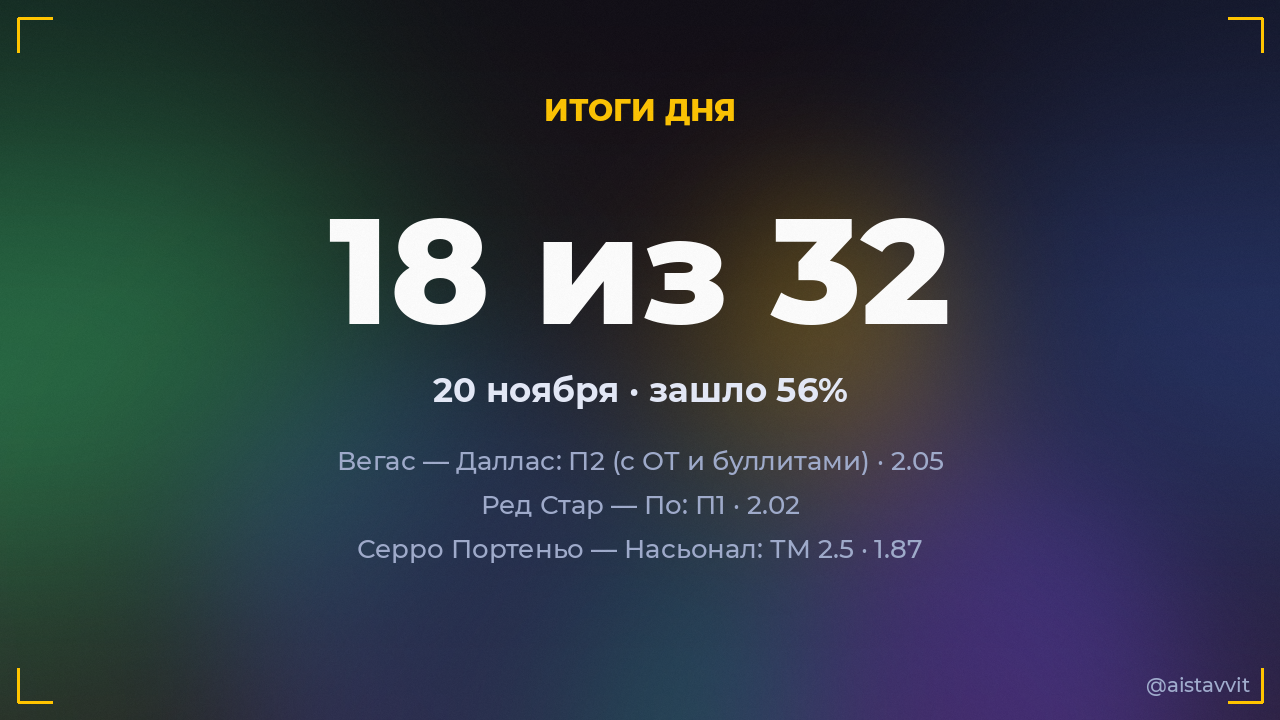 ИТОГИ ДНЯ
18 из 32
20 ноября · зашло 56%
Вегас — Даллас: П2 (с ОТ и буллитами) · 2.05
Ред Стар — По: П1 · 2.02
Серро Портеньо — Насьонал: ТМ 2.5 · 1.87
@aistavvit